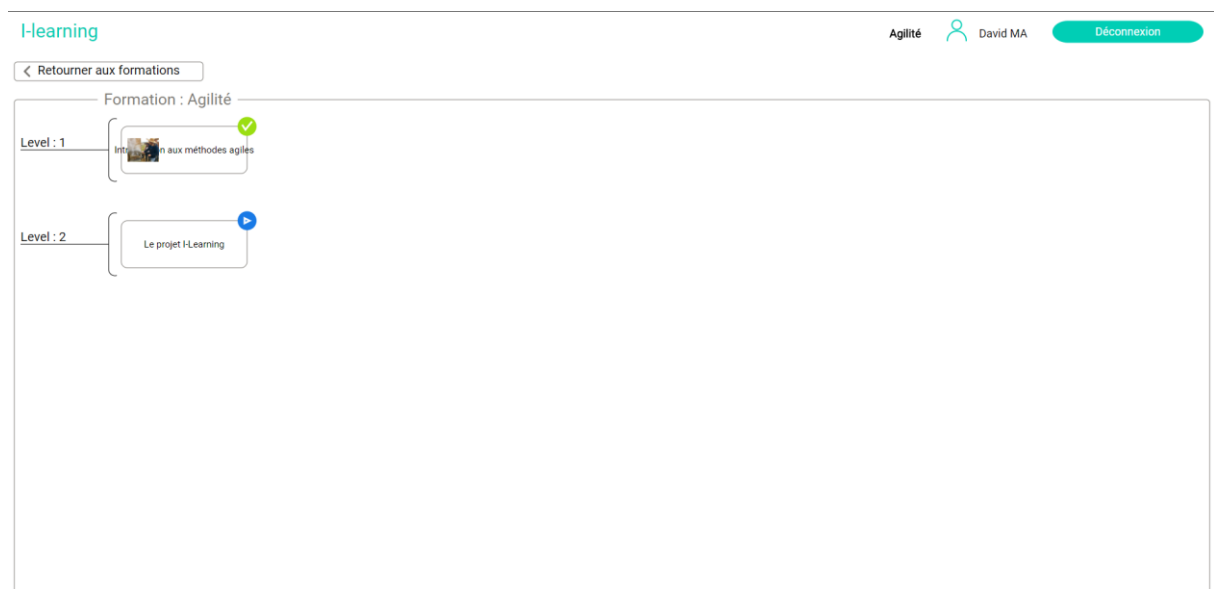 I-learning
Agilité David MA Déconnexion
Retourner aux formations
Formation : Agilité
Level : 1
aux méthodes agiles
Level : 2
Le projet I-Learning